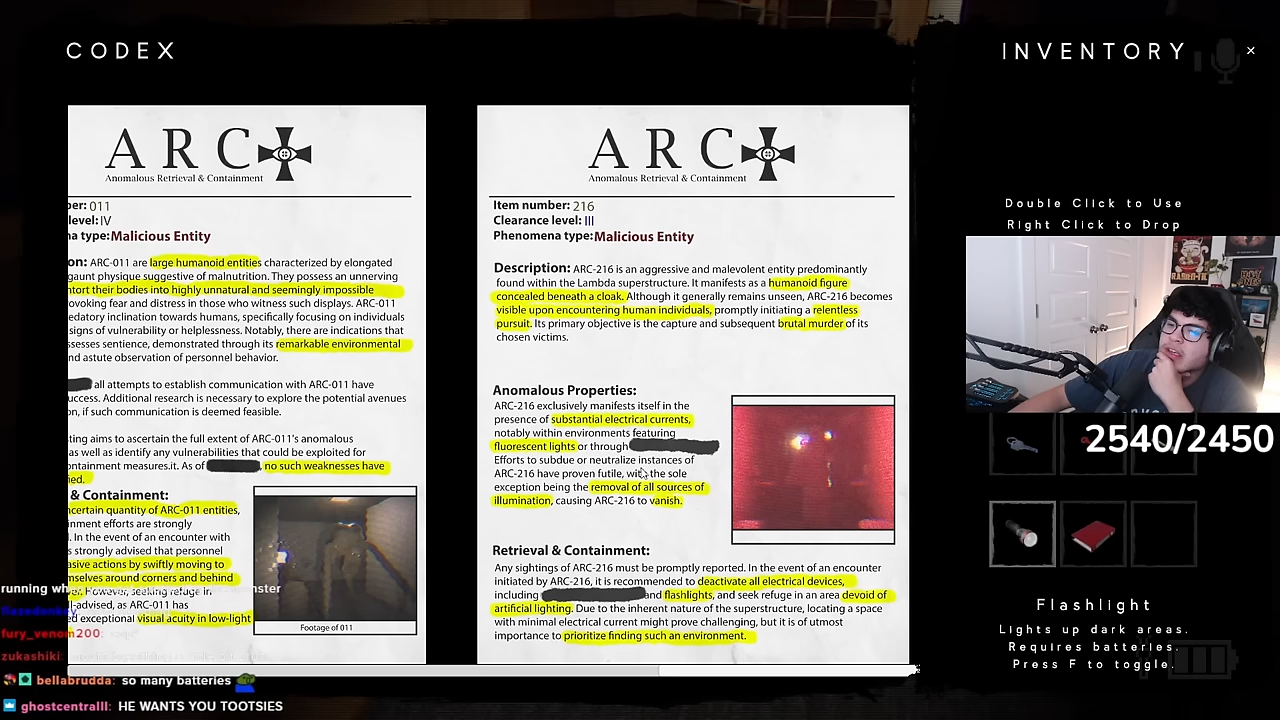 CODEX
INVENTORY
ARC
Anomalous Retrieval & Containment
ber: 011
level: IV
na type: Malicious Entity
on: ARC-011 are large humanoid entities characterized by elongated
gaunt physique suggestive of malnutrition. They possess an unnerving
ntort their bodies into highly unnatural and seemingly impossible
ovoking fear and distress in those who witness such displays. ARC-011
edatory inclination towards humans, specifically focusing on individuals
signs of vulnerability or helplessness. Notably, there are indications that
ssesses sentience, demonstrated through its remarkable environmental
nd astute observation of personnel behavior.
all attempts to establish communication with ARC-011 have
uccess. Additional research is necessary to explore the potential avenues
on, if such communication is deemed feasible.
sting aims to ascertain the full extent of ARC-011's anomalous
as well as identify any vulnerabilities that could be exploited for
ontainment measures.it. As of , no such weaknesses have
ied.
& Containment:
ncertain quantity of ARC-011 entities,
inment efforts are strongly
. In the event of an encounter with
s strongly advised that personnel
asive actions by swiftly moving to
mselves around corners and behind
However, seeking refuge in
l-advised, as ARC-011 has
ed exceptional visual acuity in low-light
Footage of 011
ARC
Anomalous Retrieval & Containment
Item number: 216
Clearance level: III
Phenomena type: Malicious Entity
Description: ARC-216 is an aggressive and malevolent entity predominantly
found within the Lambda superstructure. It manifests as a humanoid figure
concealed beneath a cloak. Although it generally remains unseen, ARC-216 becomes
visible upon encountering human individuals, promptly initiating a relentless
pursuit. Its primary objective is the capture and subsequent brutal murder of its
chosen victims.
Anomalous Properties:
ARC-216 exclusively manifests itself in the
presence of substantial electrical currents,
notably within environments featuring
fluorescent lights or through
Efforts to subdue or neutralize instances of
ARC-216 have proven futile, with the sole
exception being the removal of all sources of
illumination, causing ARC-216 to vanish.
Retrieval & Containment:
Any sightings of ARC-216 must be promptly reported. In the event of an encounter
initiated by ARC-216, it is recommended to deactivate all electrical devices,
including and flashlights, and seek refuge in an area devoid of
artificial lighting. Due to the inherent nature of the superstructure, locating a space
with minimal electrical current might prove challenging, but it is of utmost
importance to prioritize finding such an environment.
Double Click to Use
Right Click to Drop
2540/2450
Flashlight
Lights up dark areas.
Requires batteries.
Press F to toggle.
running
fury_venom200:
zukashiki:
bellabrudda: so many batteries
ghostcentralll: HE WANTS YOU TOOTSIES